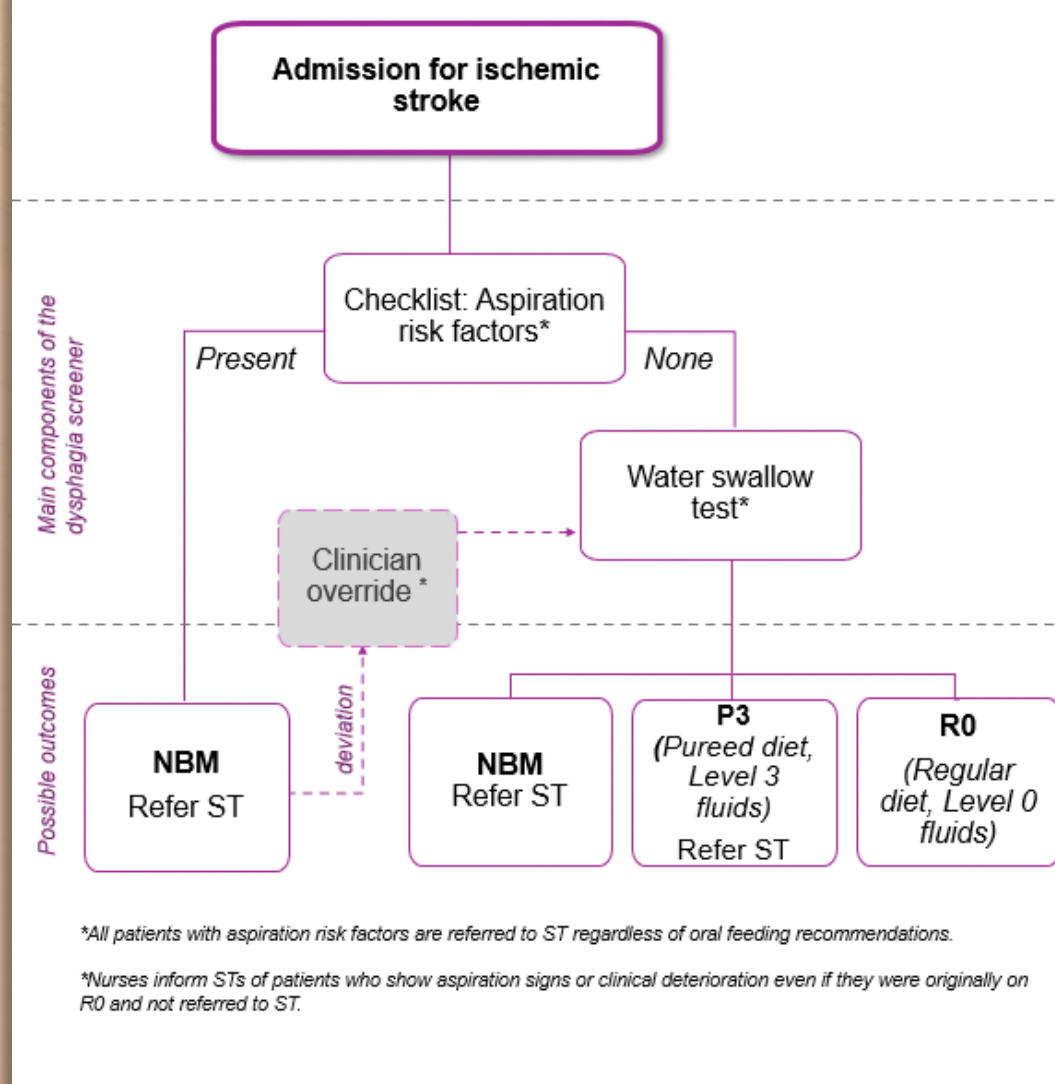 Admission for ischemic
stroke
Main components of the
dysphagia screener
Checklist: Aspiration
risk factors*
Present
None
Water swallow
test*
Clinician
override *
Possible outcomes
deviation
NBM
Refer ST
NBM
Refer ST
P3
(Pureed diet,
Level 3
fluids)
Refer ST
R0
(Regular
diet, Level 0
fluids)
*All patients with aspiration risk factors are referred to ST regardless of oral feeding recommendations.
*Nurses inform STs of patients who show aspiration signs or clinical deterioration even if they were originally on
R0 and not referred to ST.